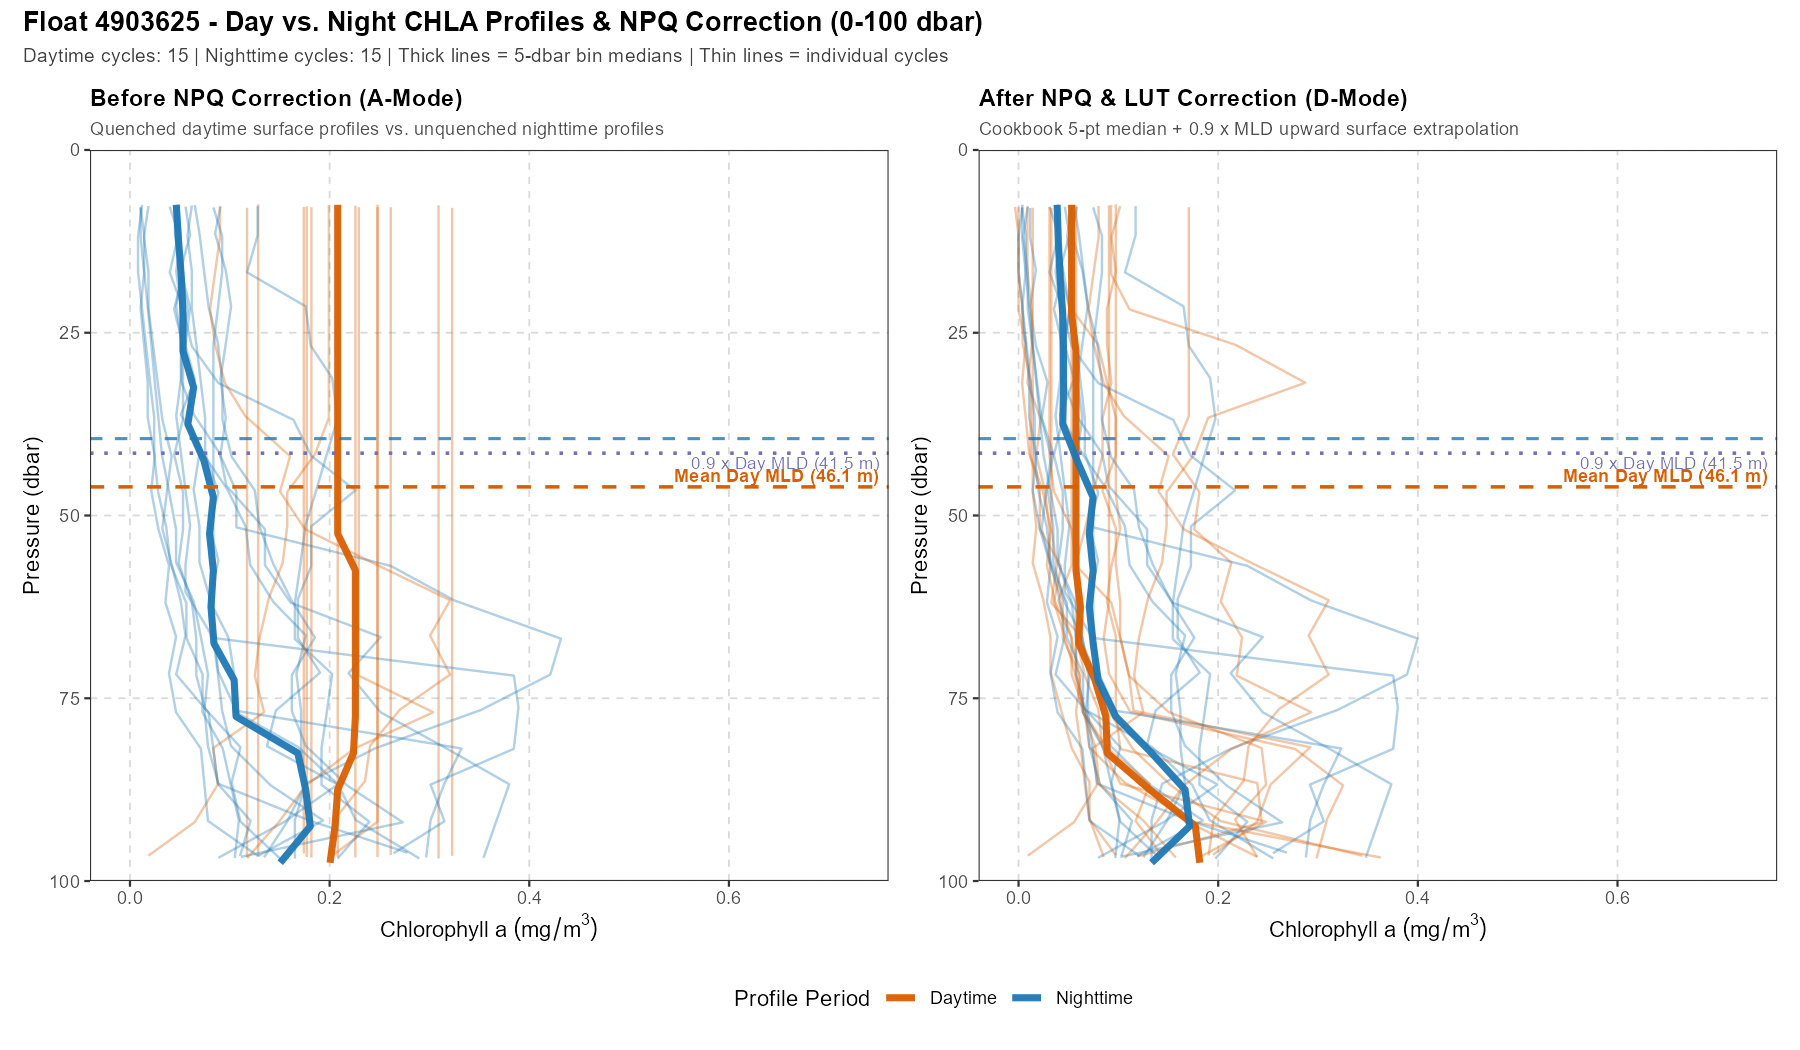 Float 4903625 - Day vs. Night CHLA Profiles & NPQ Correction (0-100 dbar)
Daytime cycles: 15 | Nighttime cycles: 15 | Thick lines = 5-dbar bin medians | Thin lines = individual cycles
Before NPQ Correction (A-Mode)
Quenched daytime surface profiles vs. unquenched nighttime profiles
0
25
50
75
100
Pressure (dbar)
0.9 x Day MLD (41.5 m)
Mean Day MLD (46.1 m)
0.0
0.2
0.4
0.6
Chlorophyll a (mg/m³)
After NPQ & LUT Correction (D-Mode)
Cookbook 5-pt median + 0.9 x MLD upward surface extrapolation
0
25
50
75
100
Pressure (dbar)
0.9 x Day MLD (41.5 m)
Mean Day MLD (46.1 m)
0.0
0.2
0.4
0.6
Chlorophyll a (mg/m³)
Profile Period Daytime Nighttime